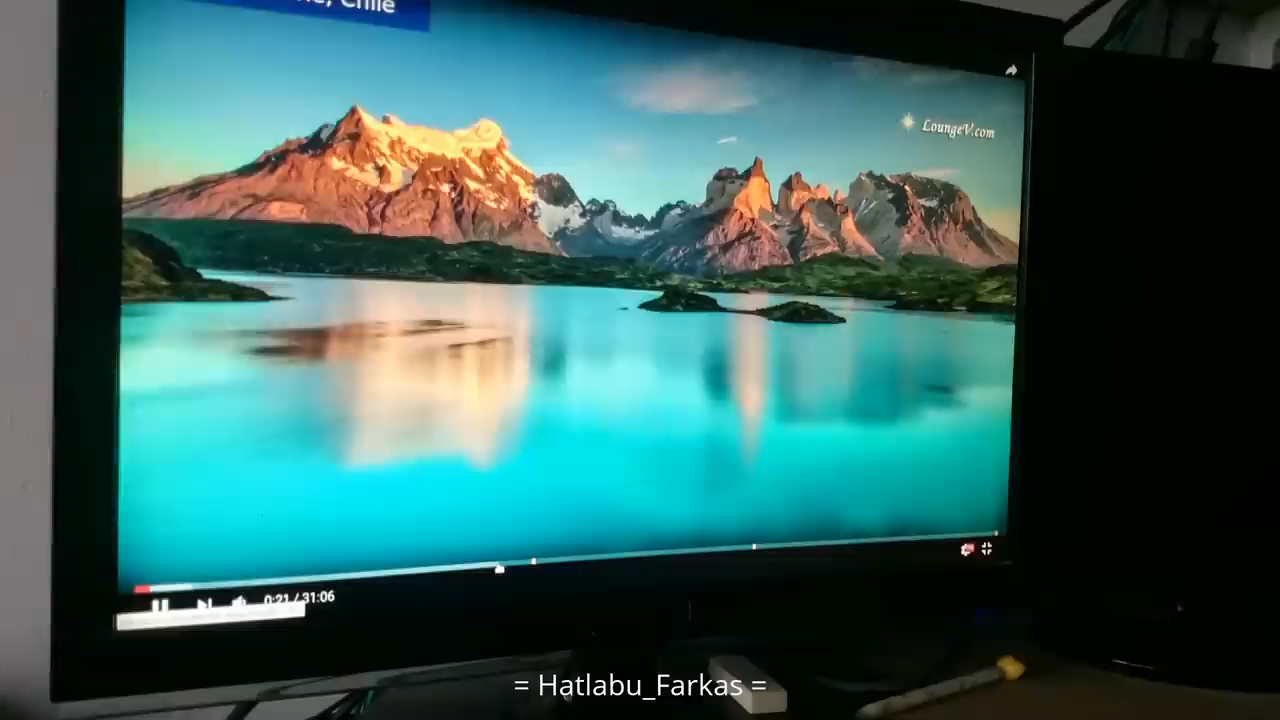 Chile
LoungeV.com
0:21 / 31:06
= Hatlabu_Farkas =